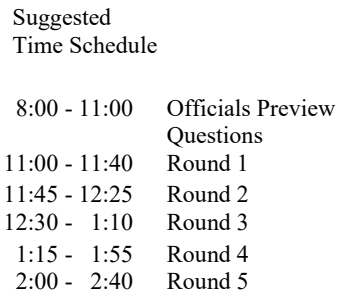 Suggested
Time Schedule
8:00 - 11:00 Officials Preview
Questions
11:00 - 11:40 Round 1
11:45 - 12:25 Round 2
12:30 - 1:10 Round 3
1:15 - 1:55 Round 4
2:00 - 2:40 Round 5